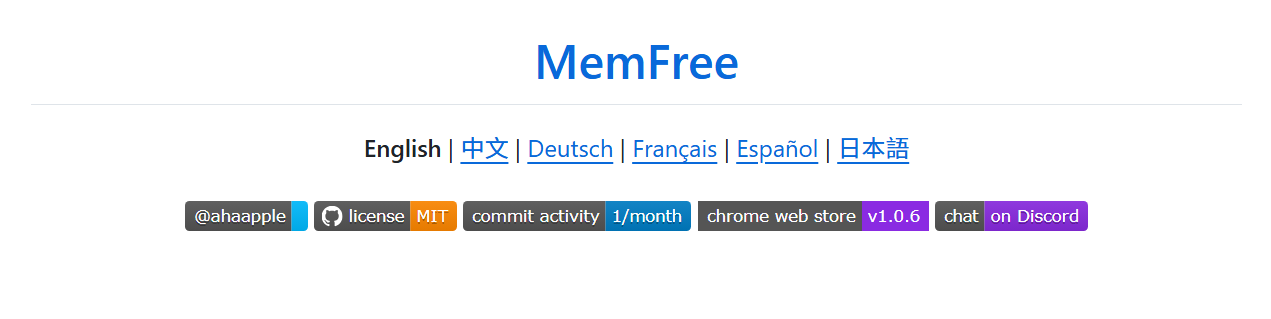 MemFree
English | 中文 | Deutsch | Français | Español | 日本語
@ahaapple license MIT commit activity 1/month chrome web store v1.0.6 chat on Discord